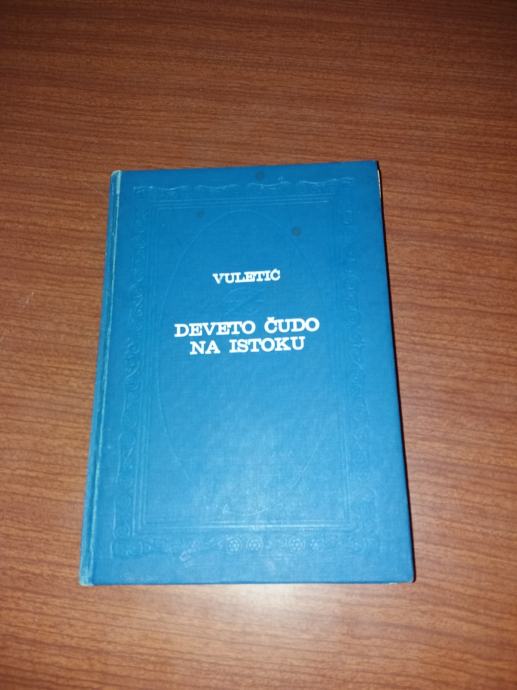 VULETIĆ
DEVETO ČUDO
NA ISTOKU